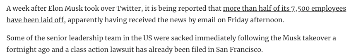 A week after Elon Musk took over Twitter, it is being reported that more than half of its 7,500 employees
have been laid off, apparently having received the news by email on Friday afternoon.
Some of the senior leadership team in the US were sacked immediately following the Musk takeover a
fortnight ago and a class action lawsuit has already been filed in San Francisco.